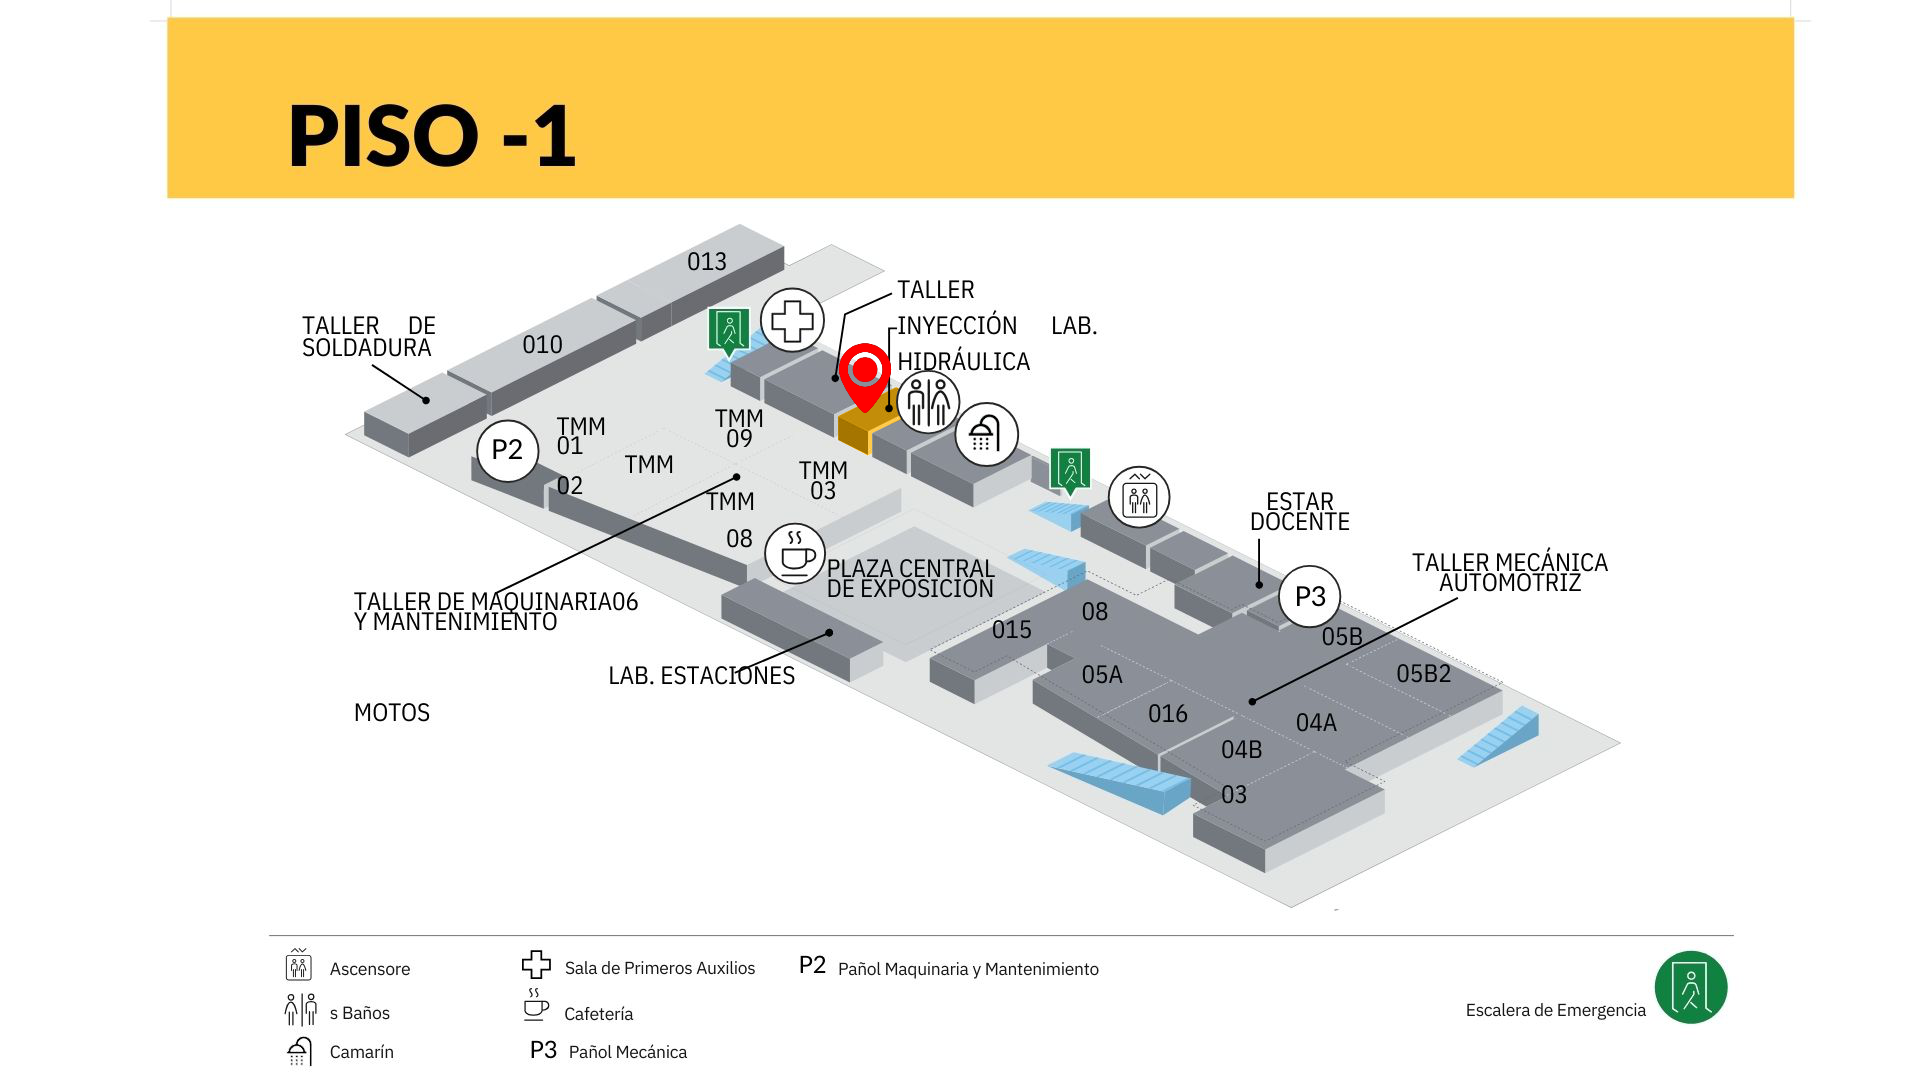 PISO -1
013
TALLER
TALLER DE
SOLDADURA
INYECCIÓN LAB.
HIDRÁULICA
010
TMM
01
TMM
09
P2
TMM
TMM
03
02
TMM
08
ESTAR
DOCENTE
TALLER MECÁNICA
AUTOMOTRIZ
PLAZA CENTRAL
DE EXPOSICIÓN
P3
TALLER DE MAQUINARIA06
Y MANTENIMIENTO
08
015
05B
LAB. ESTACIONES
05A
05B2
MOTOS
016
04A
04B
03
Ascensore
s Baños
Camarín
Sala de Primeros Auxilios
Cafetería
P3 Pañol Mecánica
P2 Pañol Maquinaria y Mantenimiento
Escalera de Emergencia